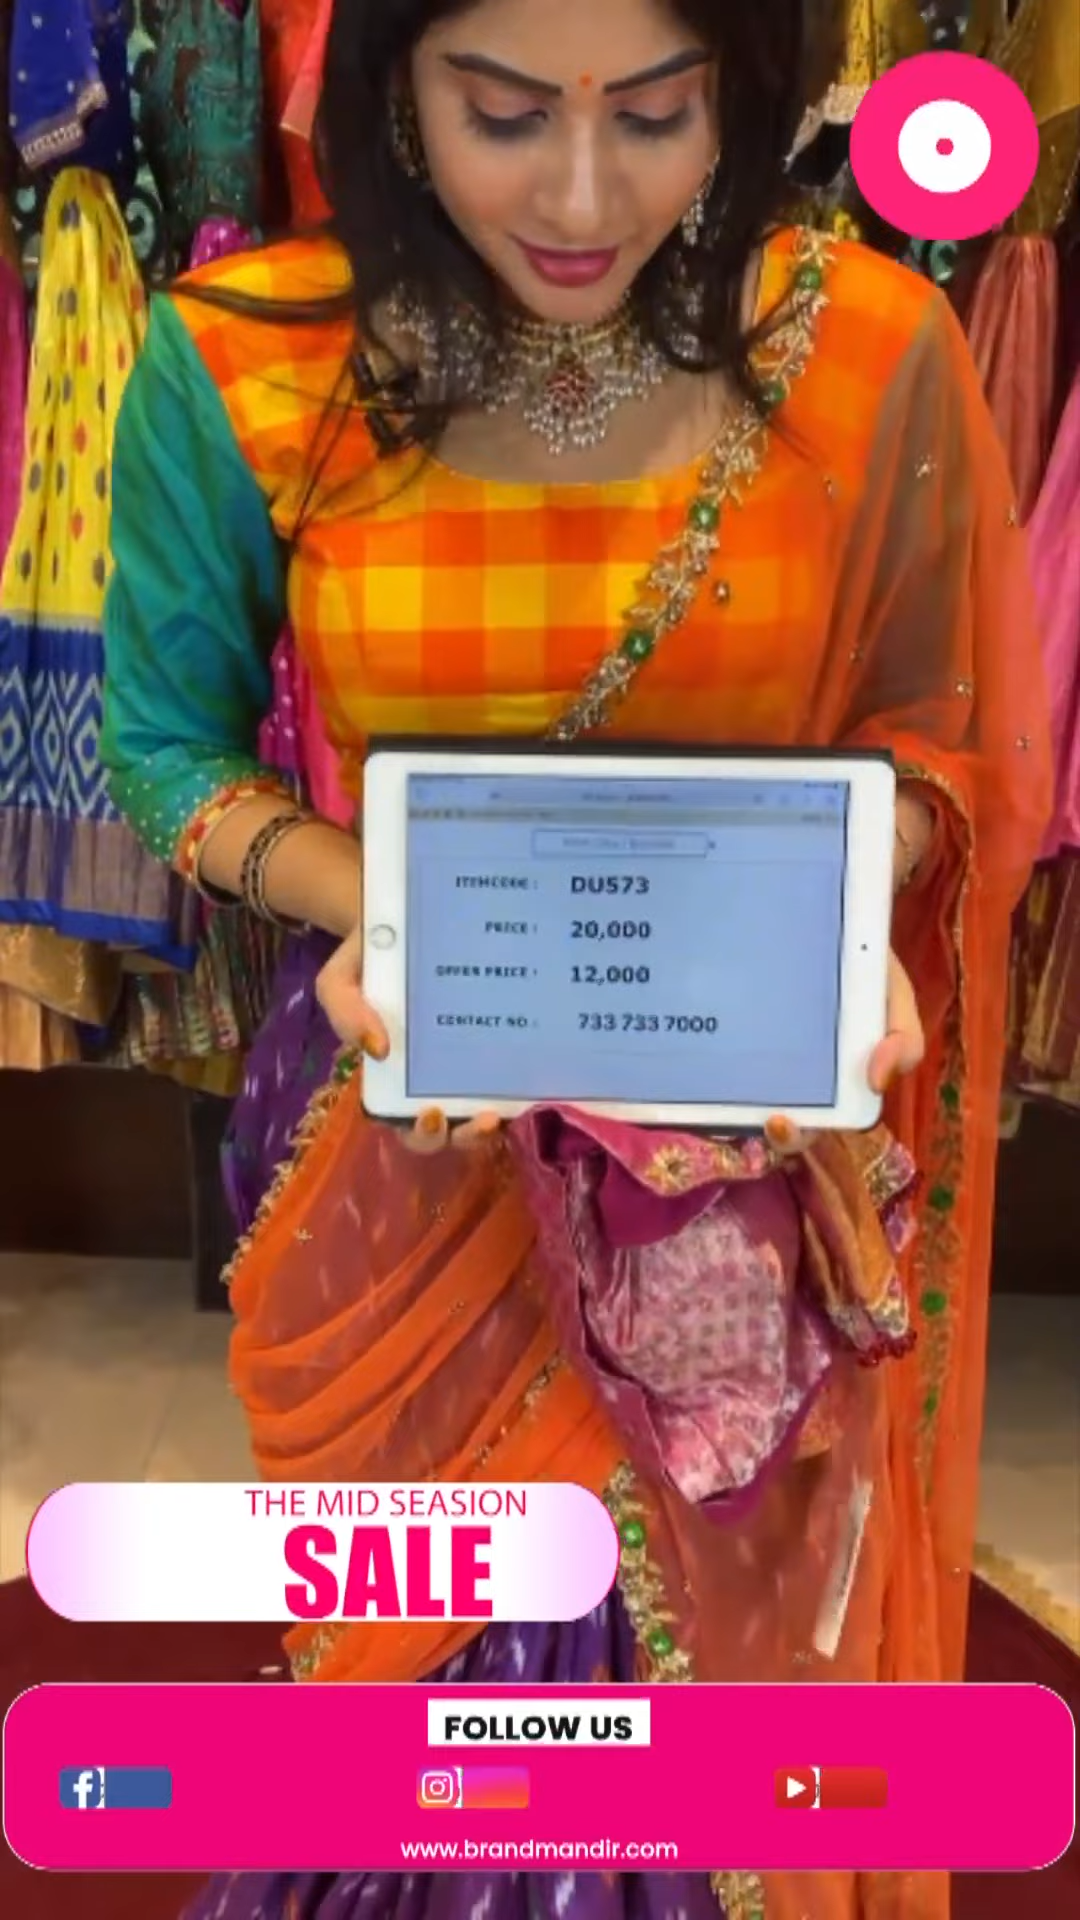 ITEMCODE : DU573
PRICE : 20,000
OFFER PRICE : 12,000
CONTACT NO : 733 733 7000
THE MID SEASION
SALE
FOLLOW US
www.brandmandir.com